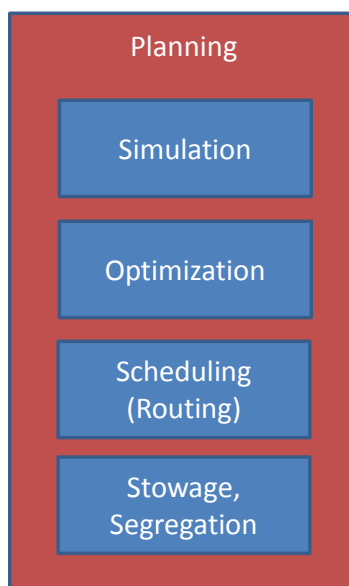 Planning
Simulation
Optimization
Scheduling
(Routing)
Stowage,
Segregation